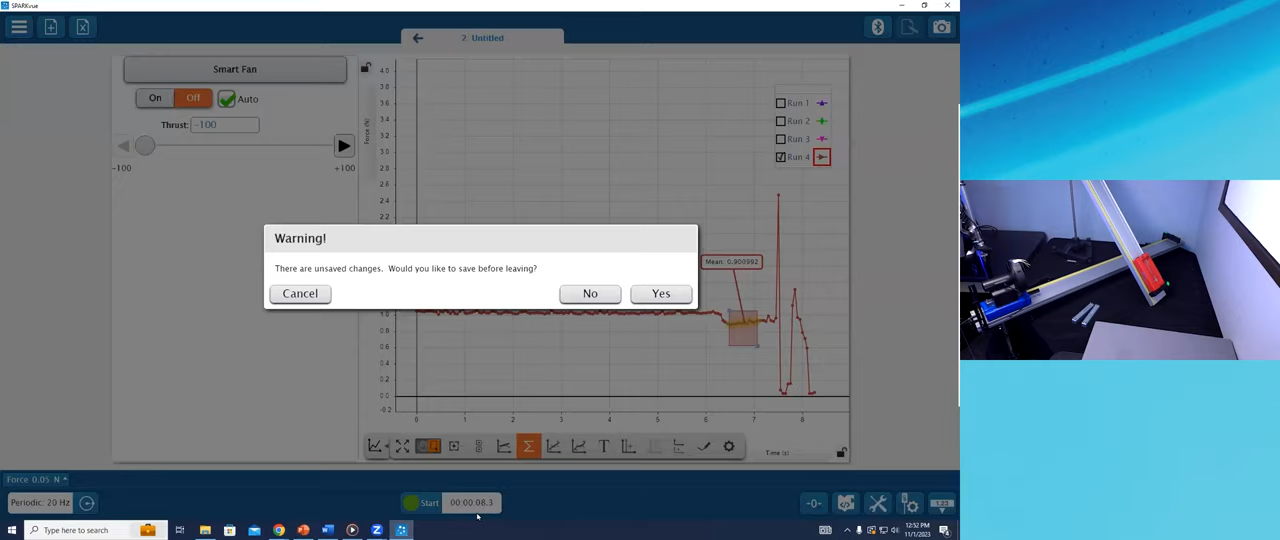 SPARKvue
2 Untitled
Smart Fan
On Off Auto
Thrust: -100
-100 +100
4.0
3.8
3.6
3.4
3.2
3.0
2.8
2.6
2.4
2.2
Force (N)
Run 1
Run 2
Run 3
Run 4
Warning!
There are unsaved changes. Would you like to save before leaving?
Cancel No Yes
Mean: 0.900992
1.0
0.8
0.6
0.4
0.2
0.0
-0.2
0 1 2 3 4 5 6 7 8
Time (s)
Force 0.05 N
Periodic: 20 Hz
Start 00:00:08.3
Type here to search
12:52 PM
11/1/2023